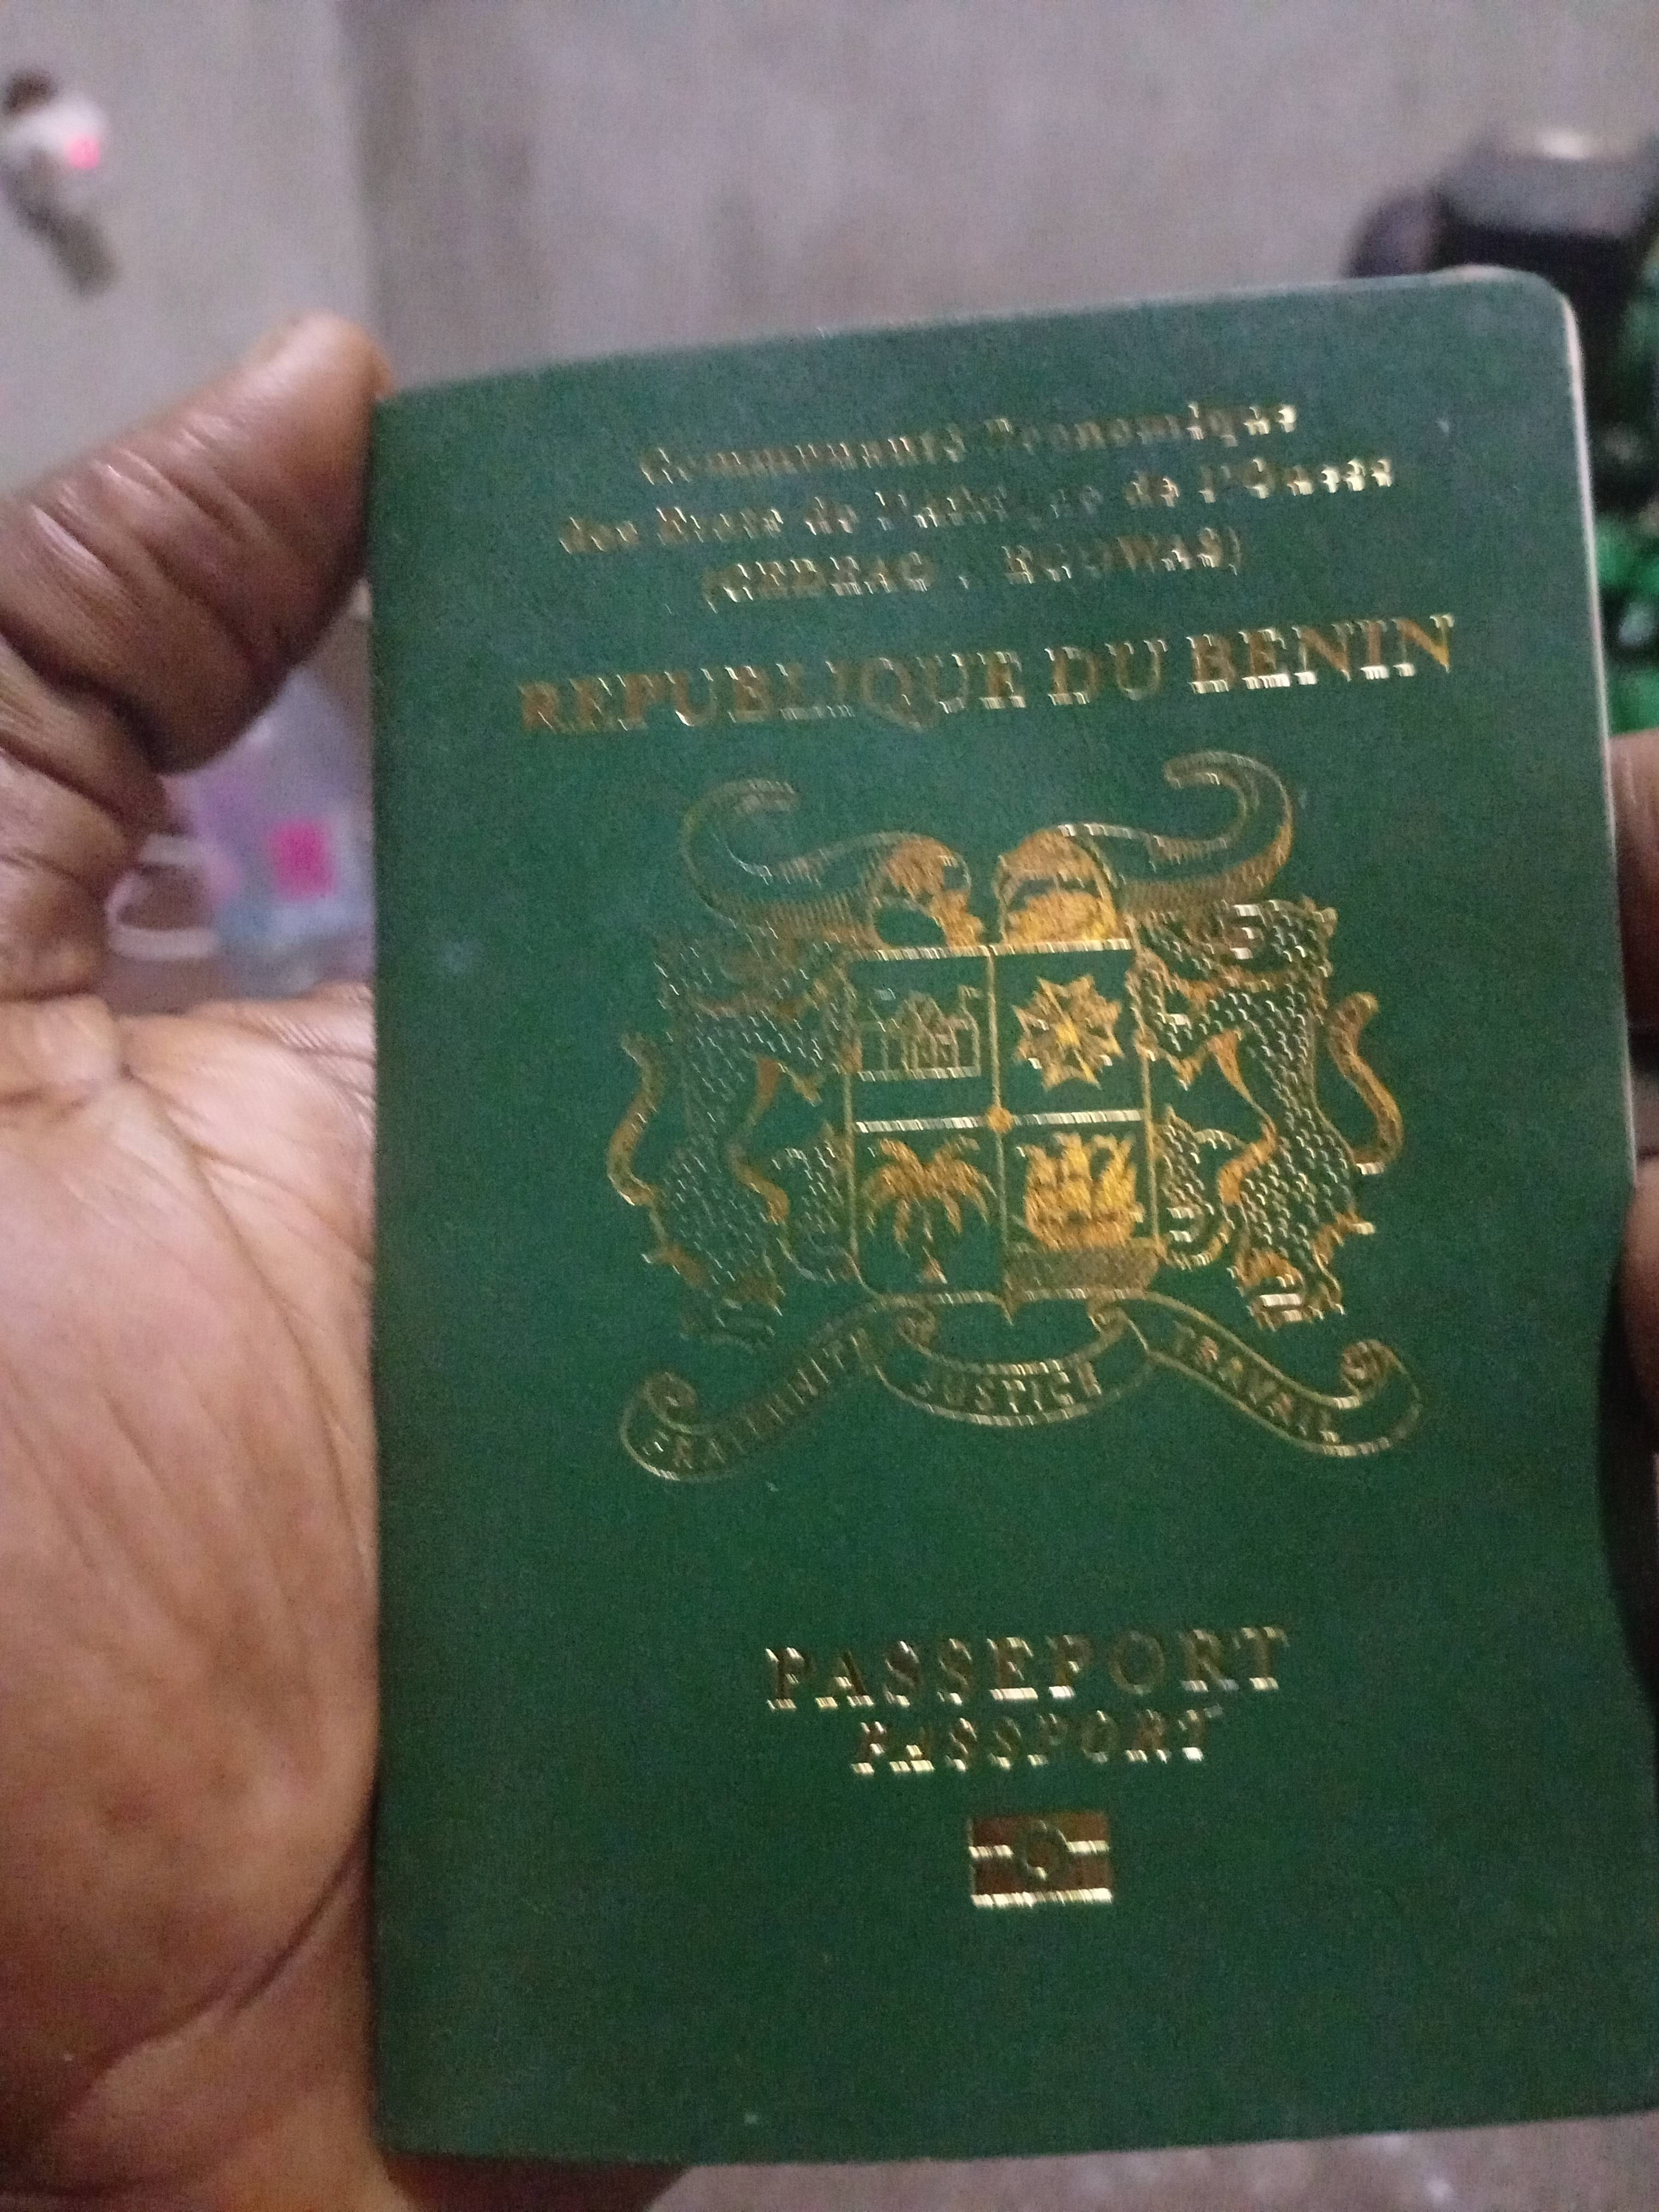 Communauté Economique
des Etats de l'Afrique de l'Ouest
(CEDEAO . ECOWAS)
REPUBLIQUE DU BENIN
FRATERNITE JUSTICE TRAVAIL
PASSEPORT
PASSPORT